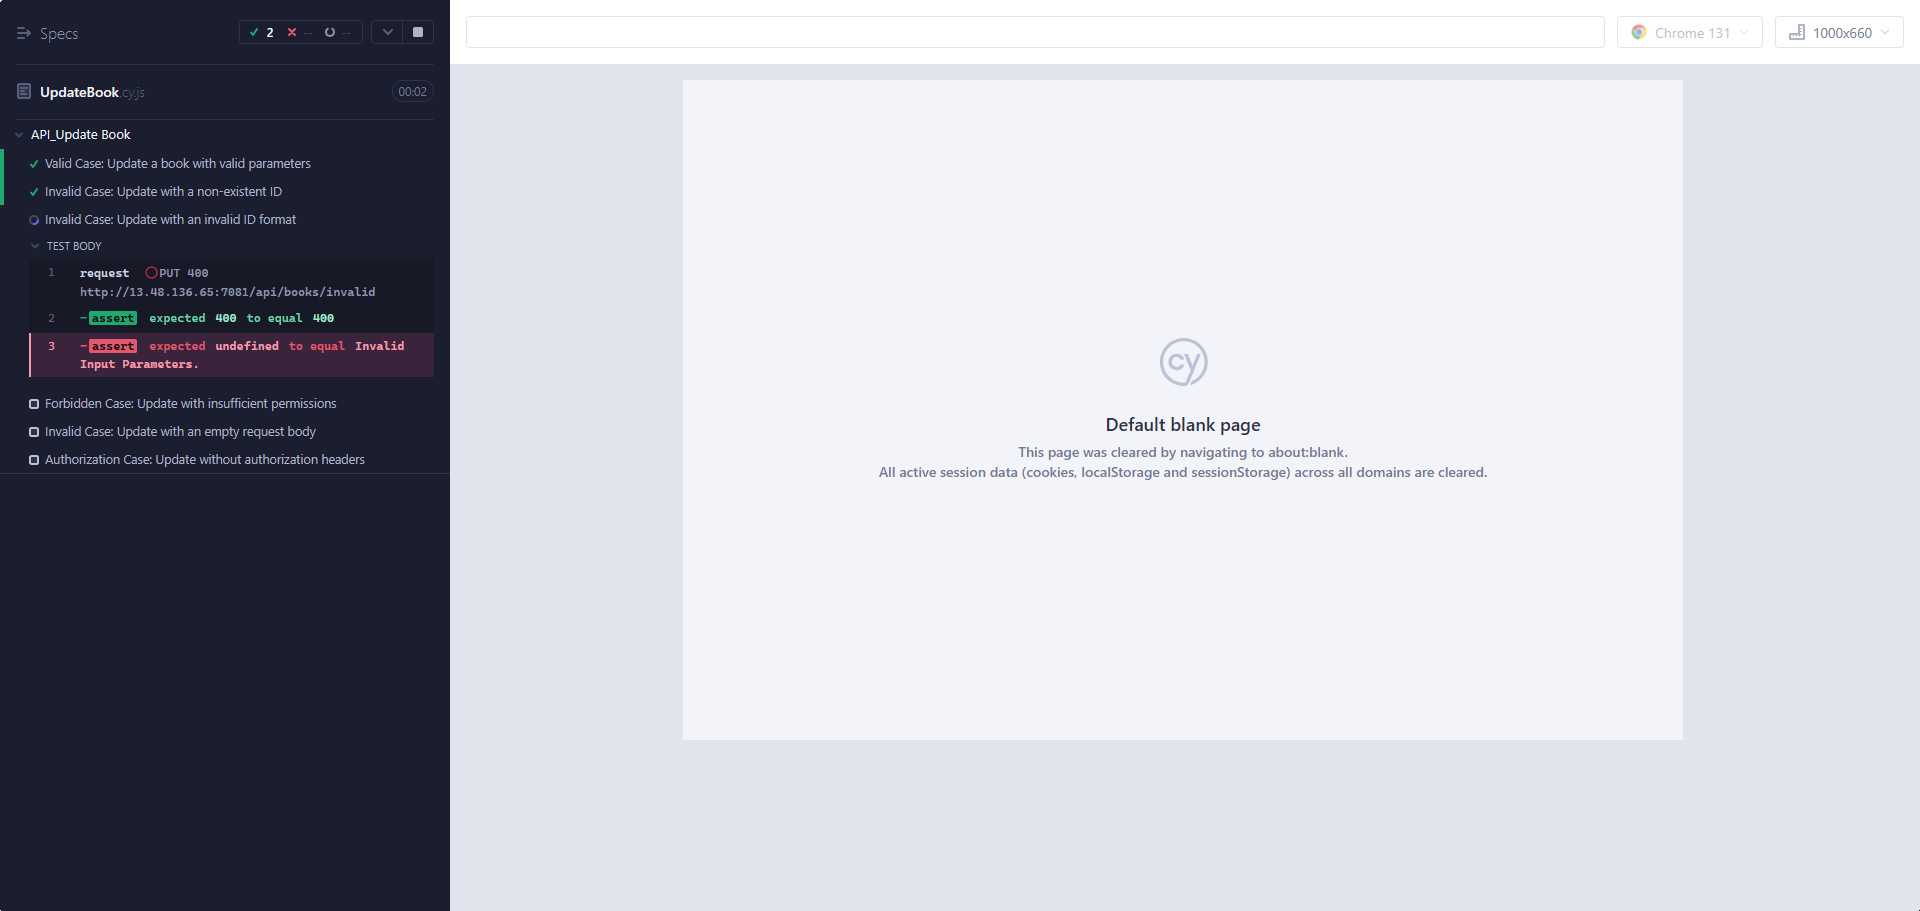 Specs
2 -- --
UpdateBook.cy.js
00:02
API_Update Book
Valid Case: Update a book with valid parameters
Invalid Case: Update with a non-existent ID
Invalid Case: Update with an invalid ID format
TEST BODY
1 request PUT 400
http://13.48.136.65:7081/api/books/invalid
2 -assert expected 400 to equal 400
3 -assert expected undefined to equal Invalid
Input Parameters.
Forbidden Case: Update with insufficient permissions
Invalid Case: Update with an empty request body
Authorization Case: Update without authorization headers
Chrome 131
1000x660
cy
Default blank page
This page was cleared by navigating to about:blank.
All active session data (cookies, localStorage and sessionStorage) across all domains are cleared.